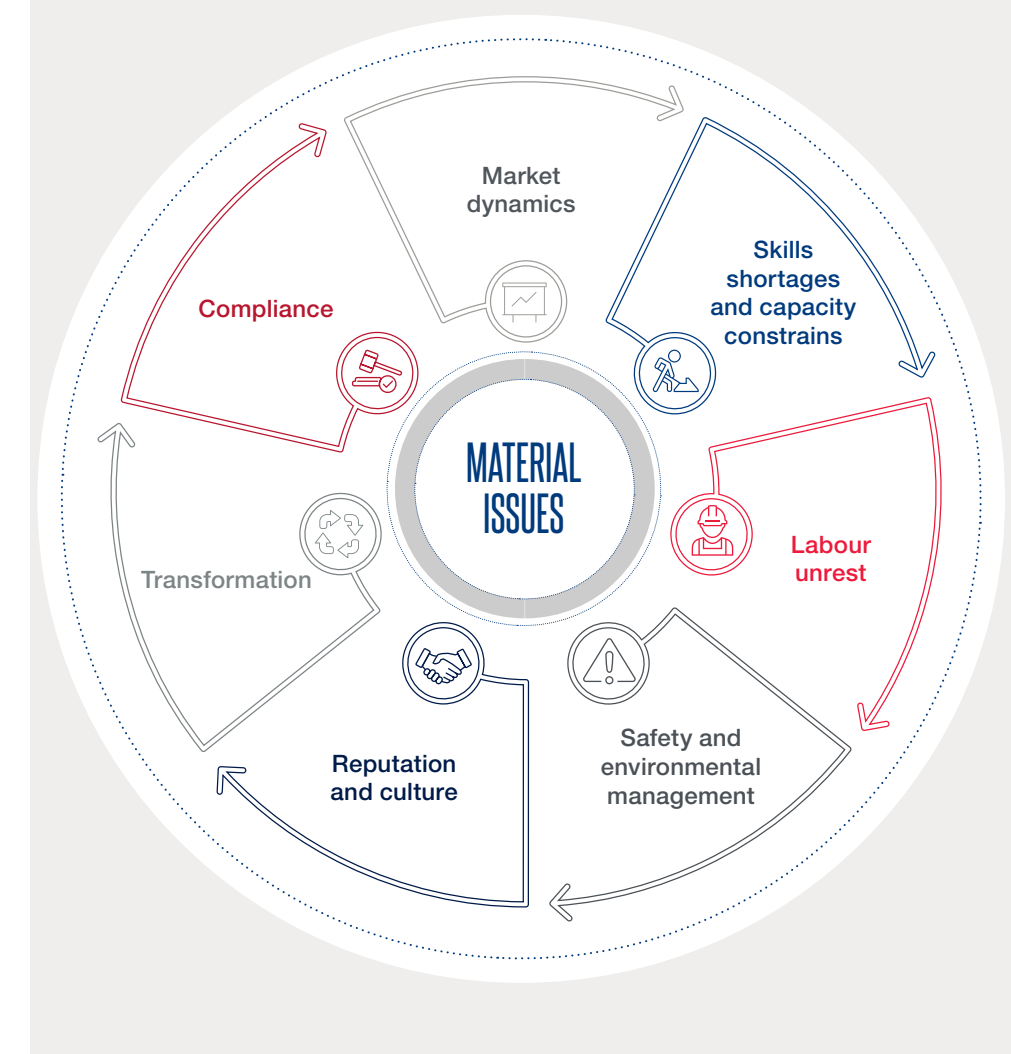 Market
dynamics
Skills
shortages
and capacity
constrains
Compliance
MATERIAL
ISSUES
Labour
unrest
Transformation
Safety and
environmental
management
Reputation
and culture